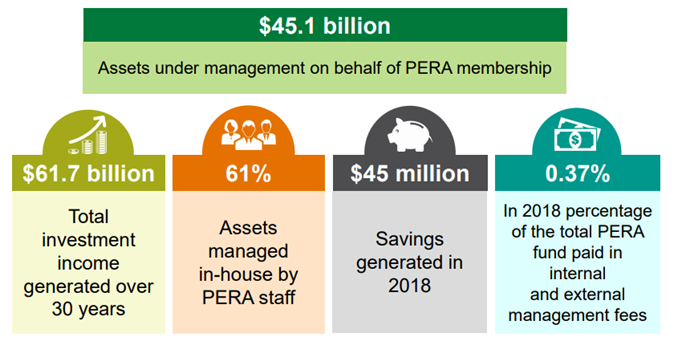 $45.1 billion
Assets under management on behalf of PERA membership
$61.7 billion
Total
investment
income
generated over
30 years
61%
Assets
managed
in-house by
PERA staff
$45 million
Savings
generated in
2018
0.37%
In 2018 percentage
of the total PERA
fund paid in
internal
and external
management fees